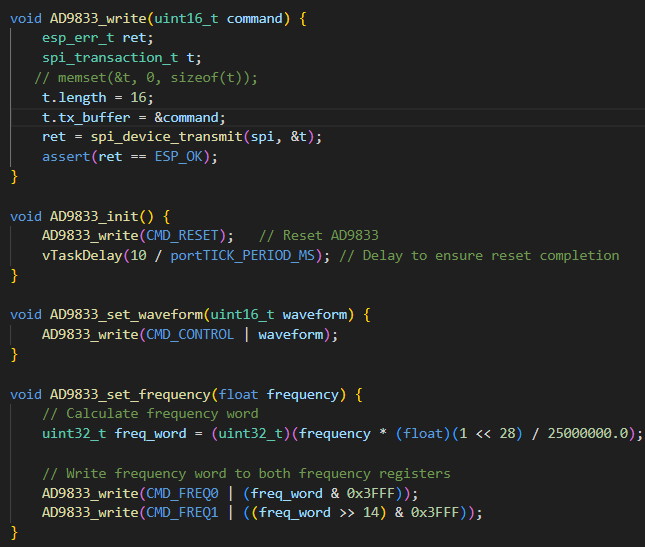 void AD9833_write(uint16_t command) {
    esp_err_t ret;
    spi_transaction_t t;
   // memset(&t, 0, sizeof(t));
    t.length = 16;
    t.tx_buffer = &command;
    ret = spi_device_transmit(spi, &t);
    assert(ret == ESP_OK);
}

void AD9833_init() {
    AD9833_write(CMD_RESET);   // Reset AD9833
    vTaskDelay(10 / portTICK_PERIOD_MS); // Delay to ensure reset completion
}

void AD9833_set_waveform(uint16_t waveform) {
    AD9833_write(CMD_CONTROL | waveform);
}

void AD9833_set_frequency(float frequency) {
    // Calculate frequency word
    uint32_t freq_word = (uint32_t)(frequency * (float)(1 << 28) / 25000000.0);

    // Write frequency word to both frequency registers
    AD9833_write(CMD_FREQ0 | (freq_word & 0x3FFF));
    AD9833_write(CMD_FREQ1 | ((freq_word >> 14) & 0x3FFF));
}